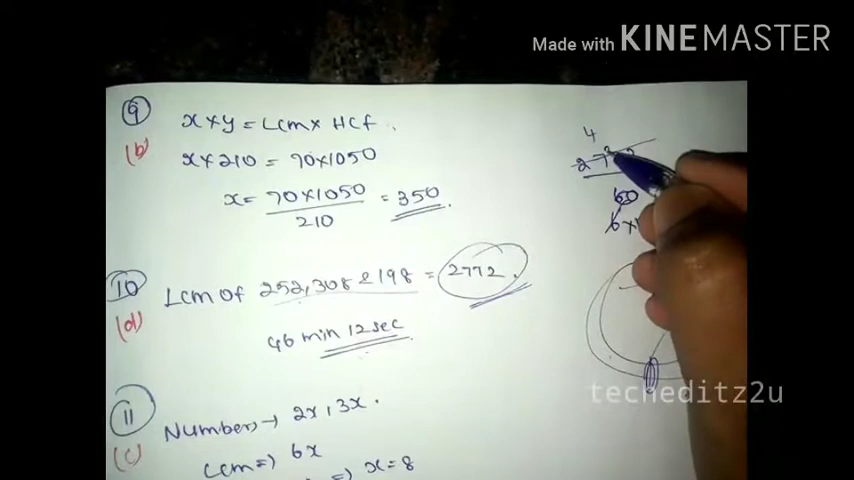 Made with KINEMASTER
9 x×y = Lcm× Hcf.
(b) x×210 = 70×1050
x= 70×1050 / 210 = 350.
4
10 Lcm Of 252,308 & 198 = 2772.
(d) 46 min 12 sec
techeditz2u
11 Numbers → 2x, 3x.
(c) Lcm ⇒ 6x
⇒ x=8